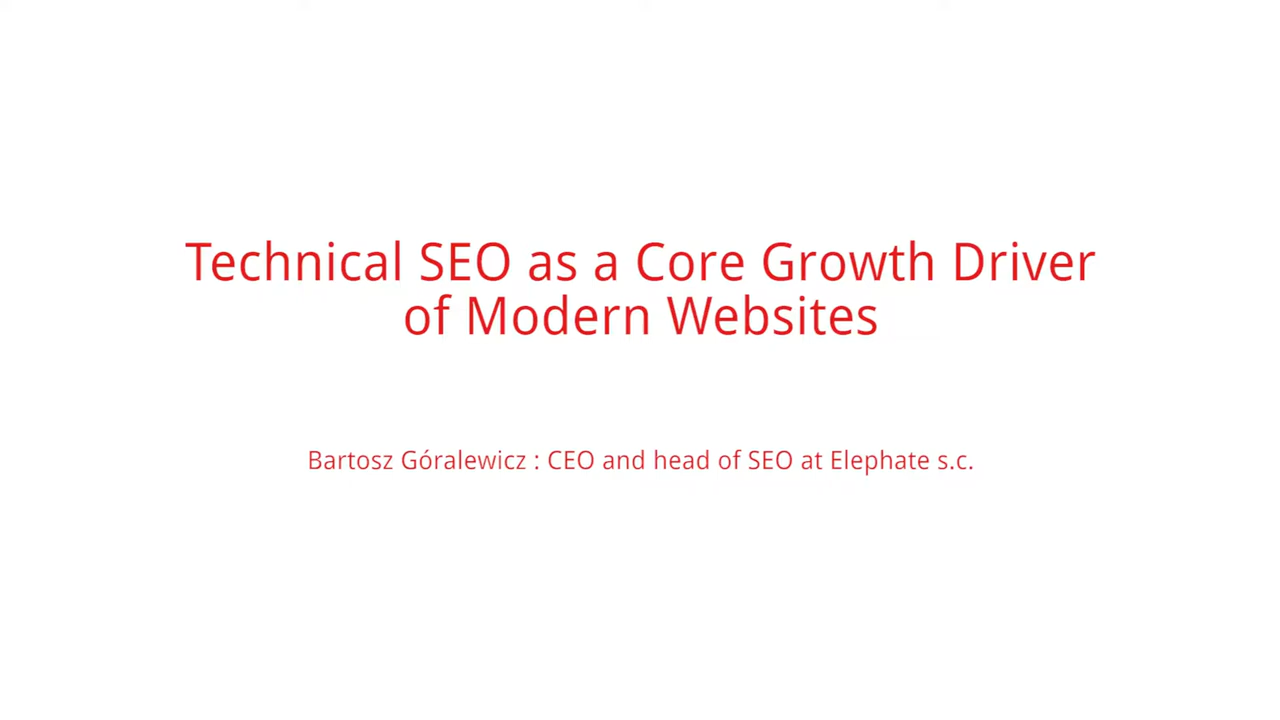 Technical SEO as a Core Growth Driver
of Modern Websites
Bartosz Góralewicz : CEO and head of SEO at Elephate s.c.